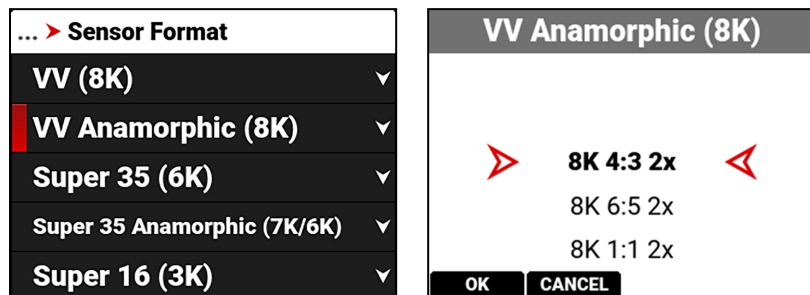 ... Sensor Format
VV (8K)
VV Anamorphic (8K)
Super 35 (6K)
Super 35 Anamorphic (7K/6K)
Super 16 (3K)
VV Anamorphic (8K)
8K 4:3 2x
8K 6:5 2x
8K 1:1 2x
OK CANCEL